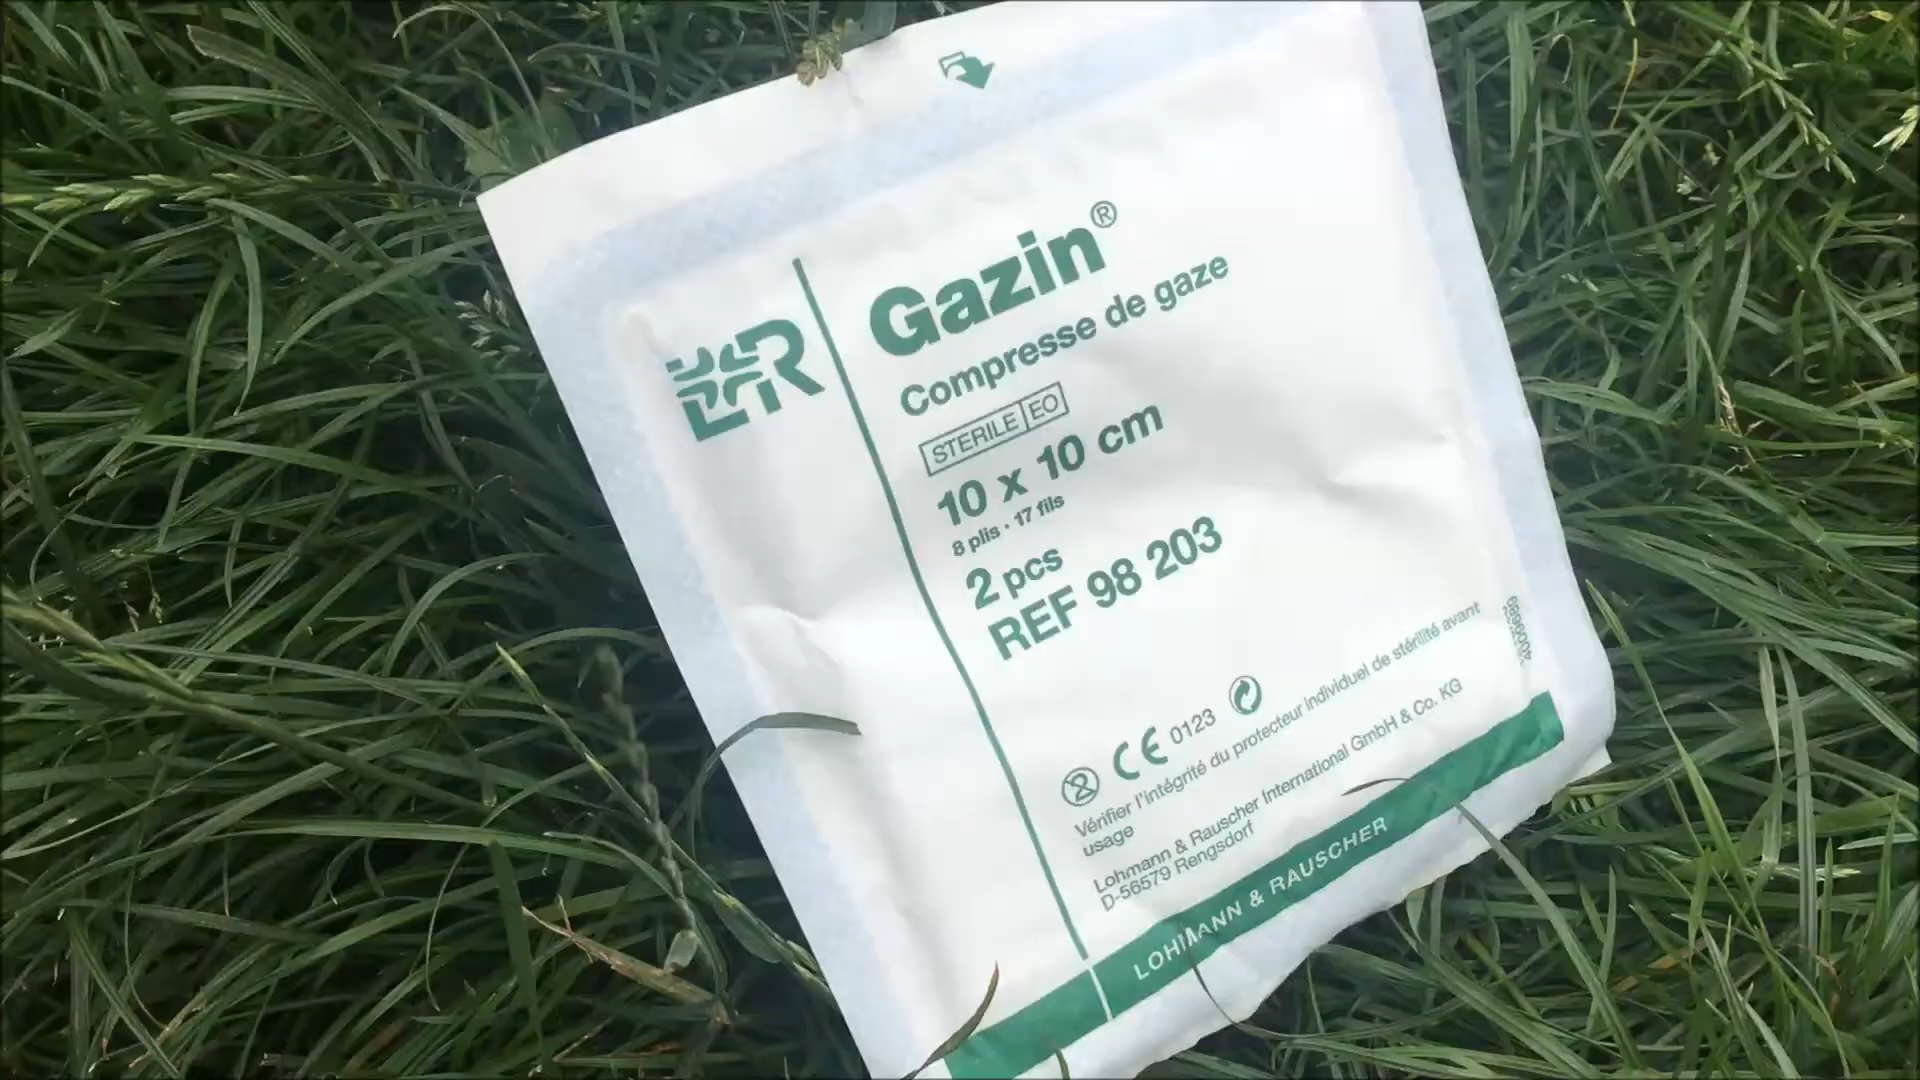 L&R
Gazin®
Compresse de gaze
STERILE EO
10 x 10 cm
8 plis · 17 fils
2 pcs
REF 98 203
2
CE 0123
Vérifier l'intégrité du protecteur individuel de stérilité avant
usage
Lohmann & Rauscher International GmbH & Co. KG
D-56579 Rengsdorf
LOHMANN & RAUSCHER